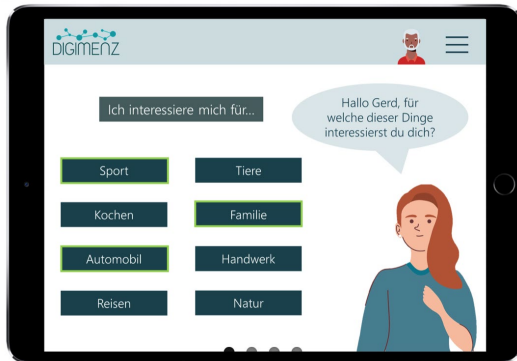 DIGIMENZ
Ich interessiere mich für...
Hallo Gerd, für
welche dieser Dinge
interessierst du dich?
Sport
Tiere
Kochen
Familie
Automobil
Handwerk
Reisen
Natur